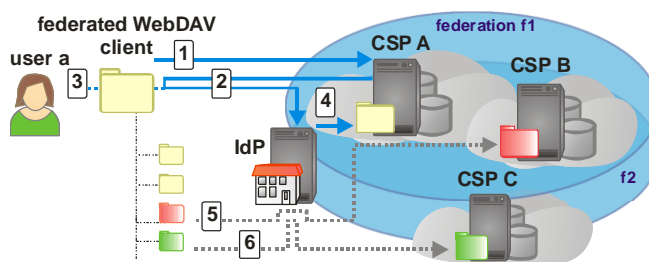 federated WebDAV
client
federation f1
user a
1
CSP A
CSP B
3
2
4
IdP
f2
CSP C
5
6